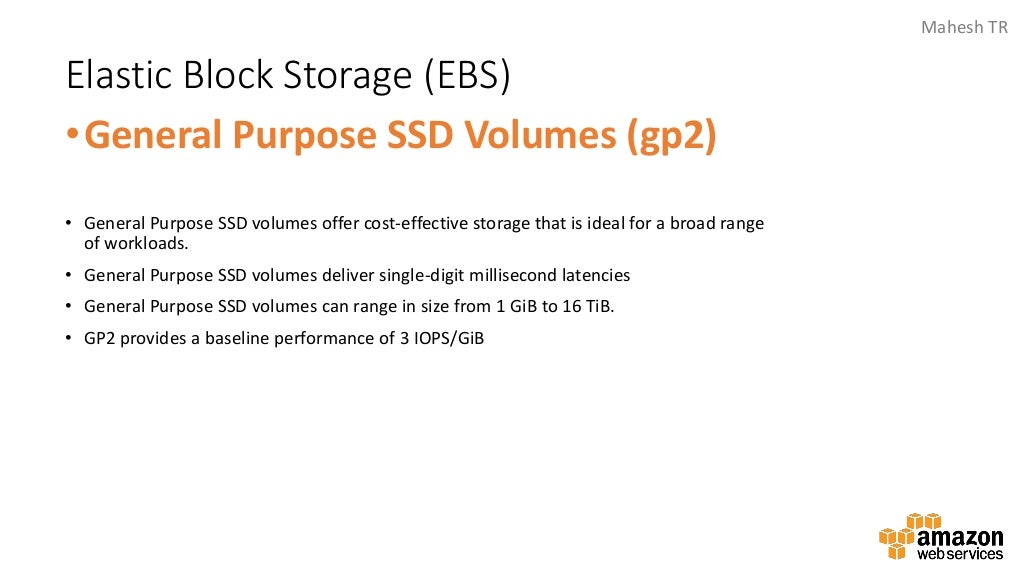 Mahesh TR
Elastic Block Storage (EBS)
•General Purpose SSD Volumes (gp2)
• General Purpose SSD volumes offer cost-effective storage that is ideal for a broad range
of workloads.
• General Purpose SSD volumes deliver single-digit millisecond latencies
• General Purpose SSD volumes can range in size from 1 GiB to 16 TiB.
• GP2 provides a baseline performance of 3 IOPS/GiB
amazon
webservices